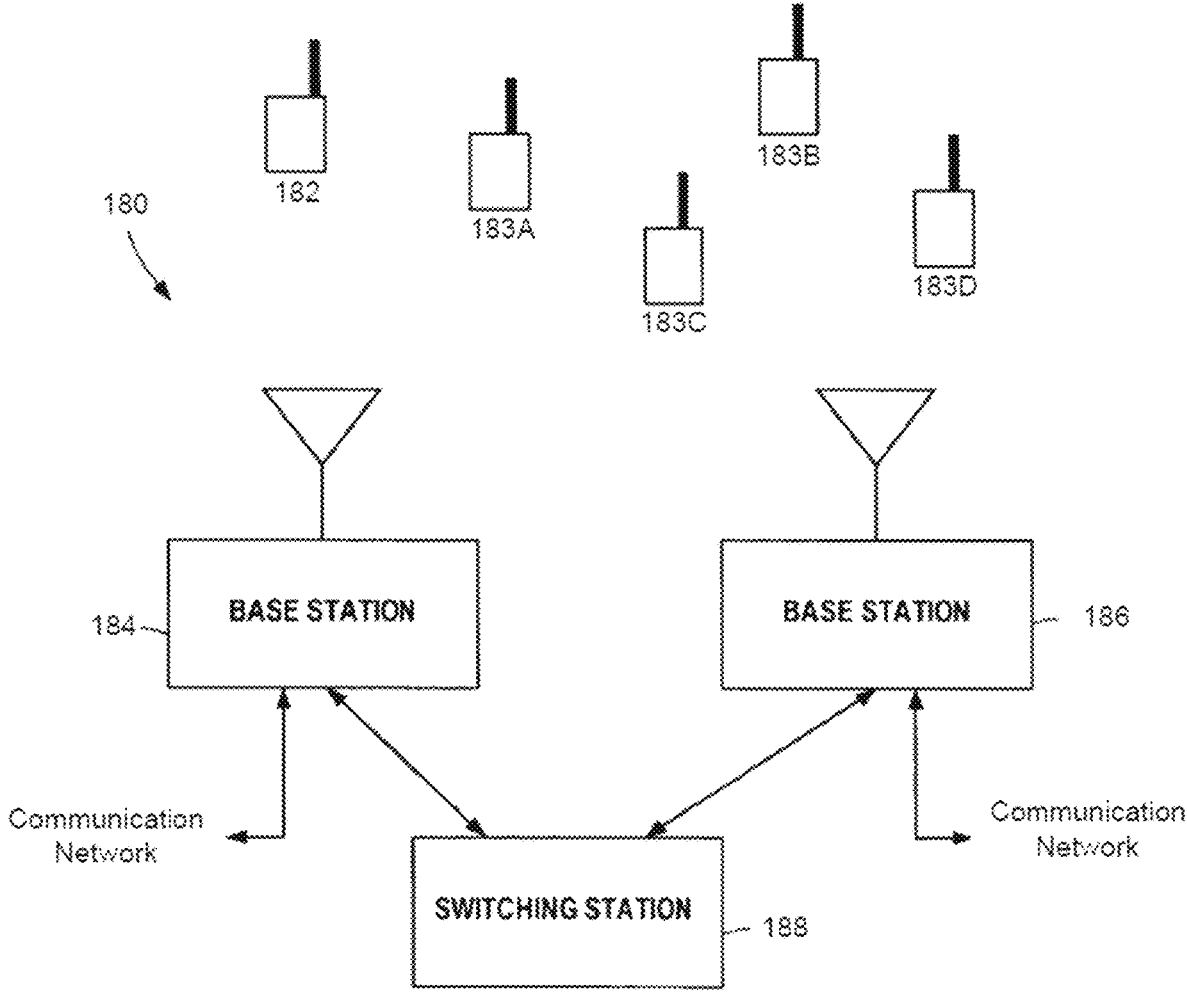 183B
182
180
183A
183D
183C
BASE STATION
184
BASE STATION
186
Communication
Network
Communication
Network
SWITCHING STATION
188